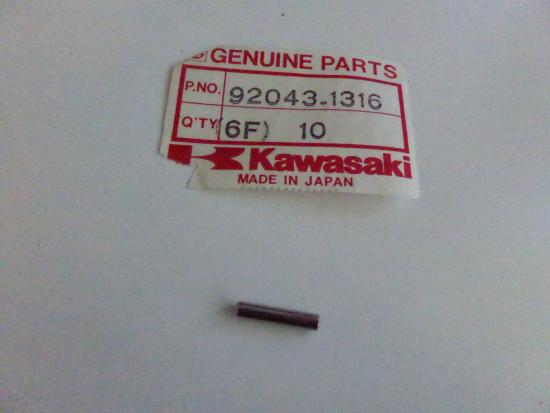 GENUINE PARTS
P.NO. 92043-1316
Q'TY (6F) 10
Kawasaki
MADE IN JAPAN